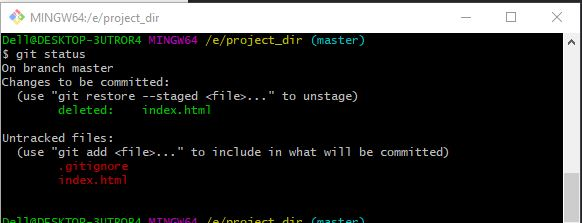 MINGW64:/e/project_dir
Dell@DESKTOP-3UTROR4 MINGW64 /e/project_dir (master)
$ git status
On branch master
Changes to be committed:
  (use "git restore --staged <file>..." to unstage)
        deleted:    index.html

Untracked files:
  (use "git add <file>..." to include in what will be committed)
        .gitignore
        index.html

Dell@DESKTOP-3UTROR4 MINGW64 /e/project_dir (master)